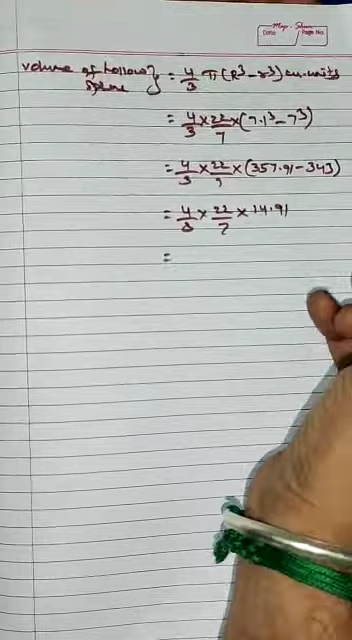 Date
Page No.
volume of hollow sphere } = 4/3 π (R³ - r³) cu.units
= 4/3 × 22/7 × (7.1³ - 7³)
= 4/3 × 22/7 × (357.91 - 343)
= 4/3 × 22/7 × 14.91
=